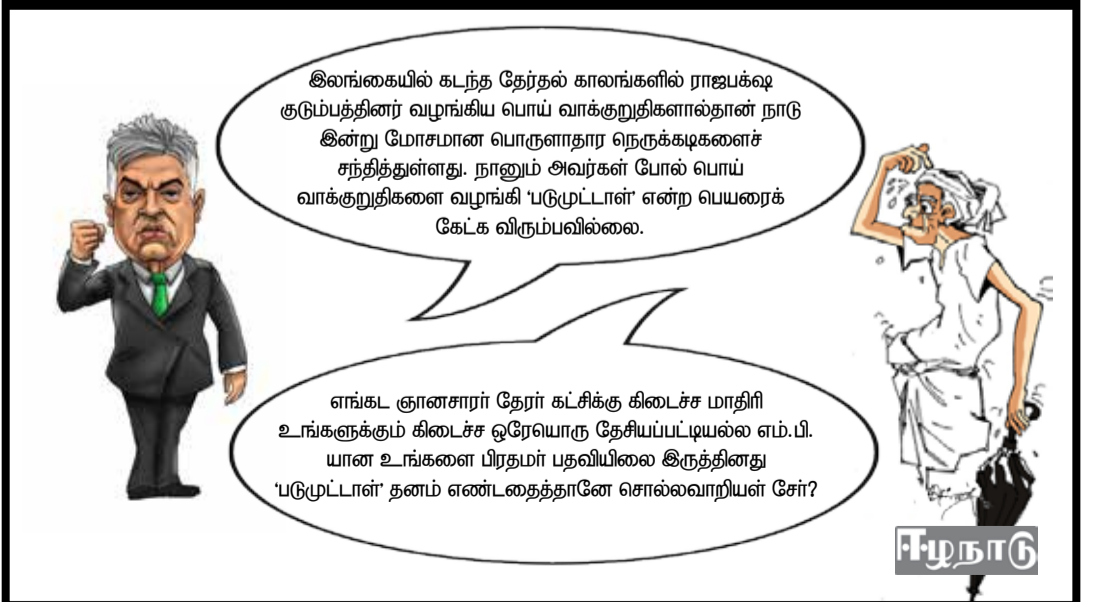 இலங்கையில் கடந்த தேர்தல் காலங்களில் ராஜபக்ஷ
குடும்பத்தினர் வழங்கிய பொய் வாக்குறுதிகளால்தான் நாடு
இன்று மோசமான பொருளாதார நெருக்கடிகளைச்
சந்தித்துள்ளது. நானும் அவர்கள் போல் பொய்
வாக்குறுதிகளை வழங்கி ‘படுமுட்டாள்’ என்ற பெயரைக்
கேட்க விரும்பவில்லை.
எங்கட ஞானசாரர் தேரர் கட்சிக்கு கிடைச்ச மாதிரி
உங்களுக்கும் கிடைச்ச ஒரேயொரு தேசியப்பட்டியல்ல எம்.பி.
யான உங்களை பிரதமர் பதவியிலை இருத்தினது
‘படுமுட்டாள்’ தனம் எண்டதைத்தானே சொல்லவாறியள் சேர்?
ஈழநாடு